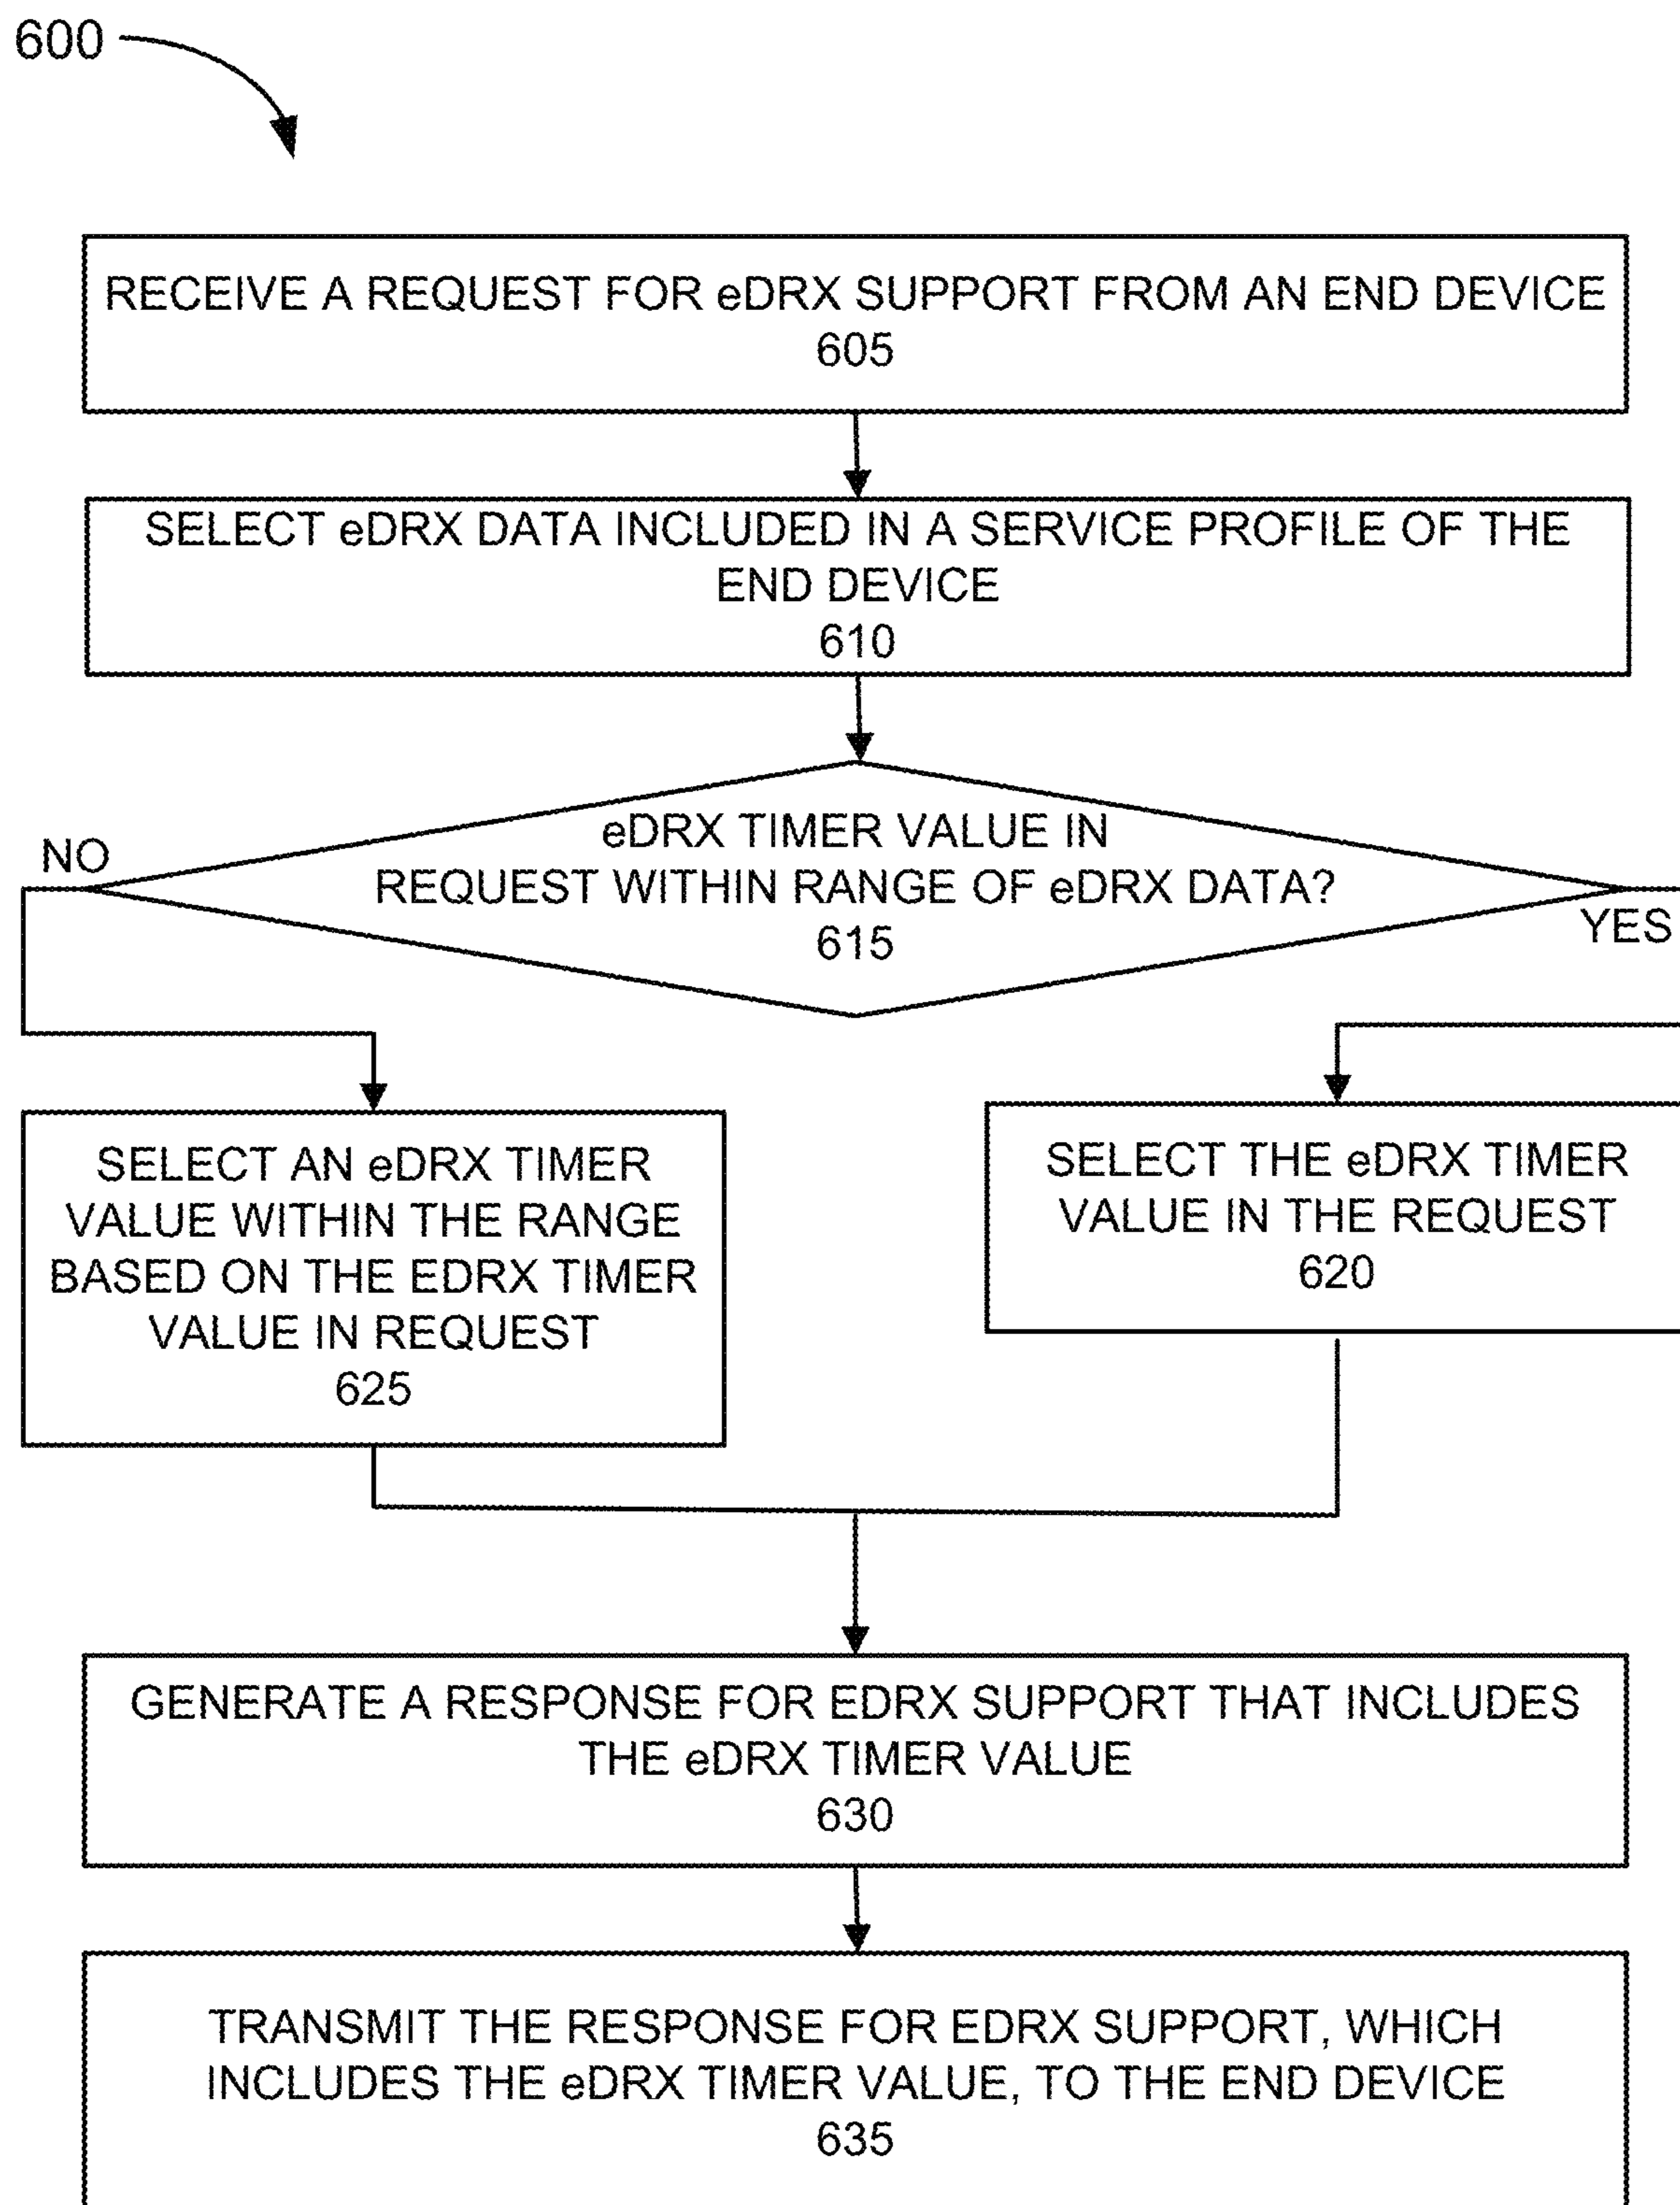 600
RECEIVE A REQUEST FOR eDRX SUPPORT FROM AN END DEVICE
605
SELECT eDRX DATA INCLUDED IN A SERVICE PROFILE OF THE
END DEVICE
610
eDRX TIMER VALUE IN
REQUEST WITHIN RANGE OF eDRX DATA?
615
NO
YES
SELECT AN eDRX TIMER
VALUE WITHIN THE RANGE
BASED ON THE EDRX TIMER
VALUE IN REQUEST
625
SELECT THE eDRX TIMER
VALUE IN THE REQUEST
620
GENERATE A RESPONSE FOR EDRX SUPPORT THAT INCLUDES
THE eDRX TIMER VALUE
630
TRANSMIT THE RESPONSE FOR EDRX SUPPORT, WHICH
INCLUDES THE eDRX TIMER VALUE, TO THE END DEVICE
635